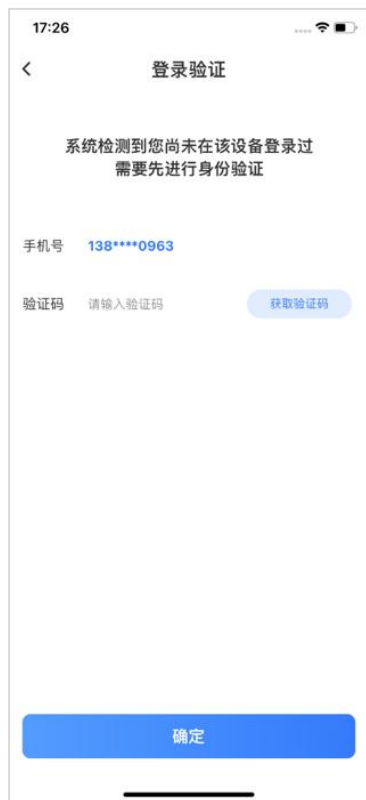 17:26
登录验证
系统检测到您尚未在该设备登录过
需要先进行身份验证
手机号 138****0963
验证码 请输入验证码 获取验证码
确定